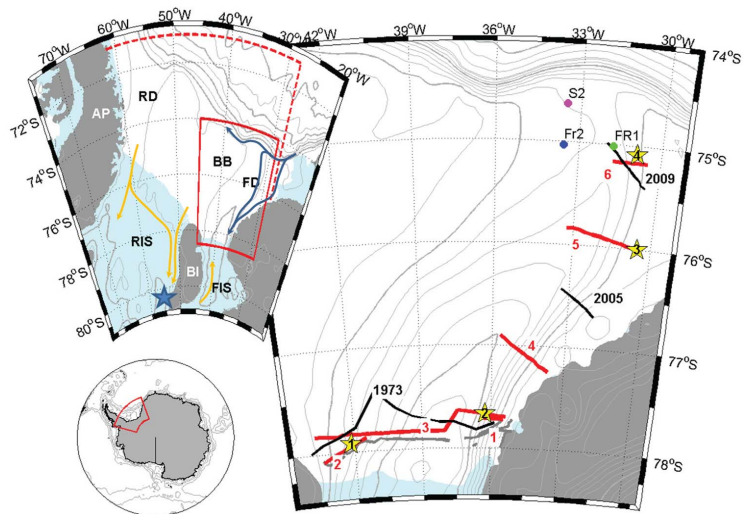 70°W
60°W
50°W
40°W
30°W
20°W
72°S
74°S
76°S
78°S
80°S
AP
RD
BB
FD
RIS
BI
FIS
42°W
39°W
36°W
33°W
30°W
74°S
75°S
76°S
77°S
78°S
S2
Fr2
FR1
4
6
2009
5
3
2005
4
1973
2
3
1
1
2